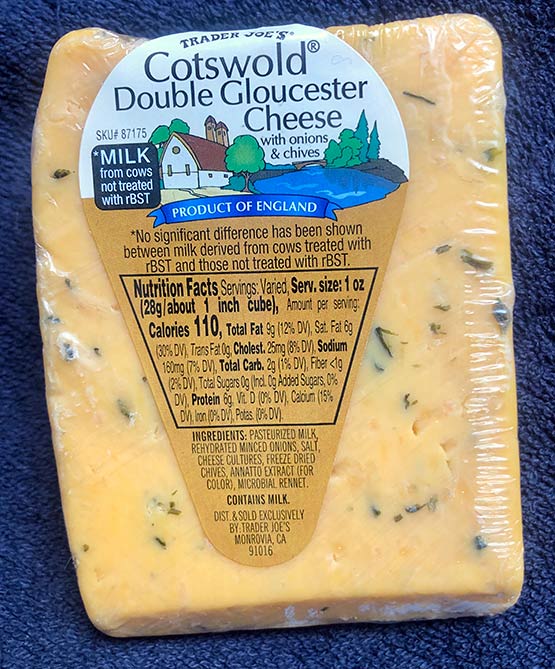 TRADER JOE'S®
Cotswold®
Double Gloucester
Cheese
with onions
& chives
SKU# 87175
*MILK
from cows
not treated
with rBST
PRODUCT OF ENGLAND
*No significant difference has been shown
between milk derived from cows treated with
rBST and those not treated with rBST.
Nutrition Facts Servings: Varied, Serv. size: 1 oz
(28g/about 1 inch cube), Amount per serving:
Calories 110, Total Fat 9g (12% DV), Sat. Fat 6g
(30% DV), Trans Fat 0g, Cholest. 25mg (8% DV), Sodium
160mg (7% DV), Total Carb. 2g (1% DV), Fiber <1g
(2% DV), Total Sugars 0g (Incl. 0g Added Sugars, 0%
DV), Protein 6g, Vit. D (0% DV), Calcium (15%
DV), Iron (0% DV), Potas. (0% DV).
INGREDIENTS: PASTEURIZED MILK,
REHYDRATED MINCED ONIONS, SALT,
CHEESE CULTURES, FREEZE DRIED
CHIVES, ANNATTO EXTRACT (FOR
COLOR), MICROBIAL RENNET.
CONTAINS MILK.
DIST. & SOLD EXCLUSIVELY
BY: TRADER JOE'S
MONROVIA, CA
91016